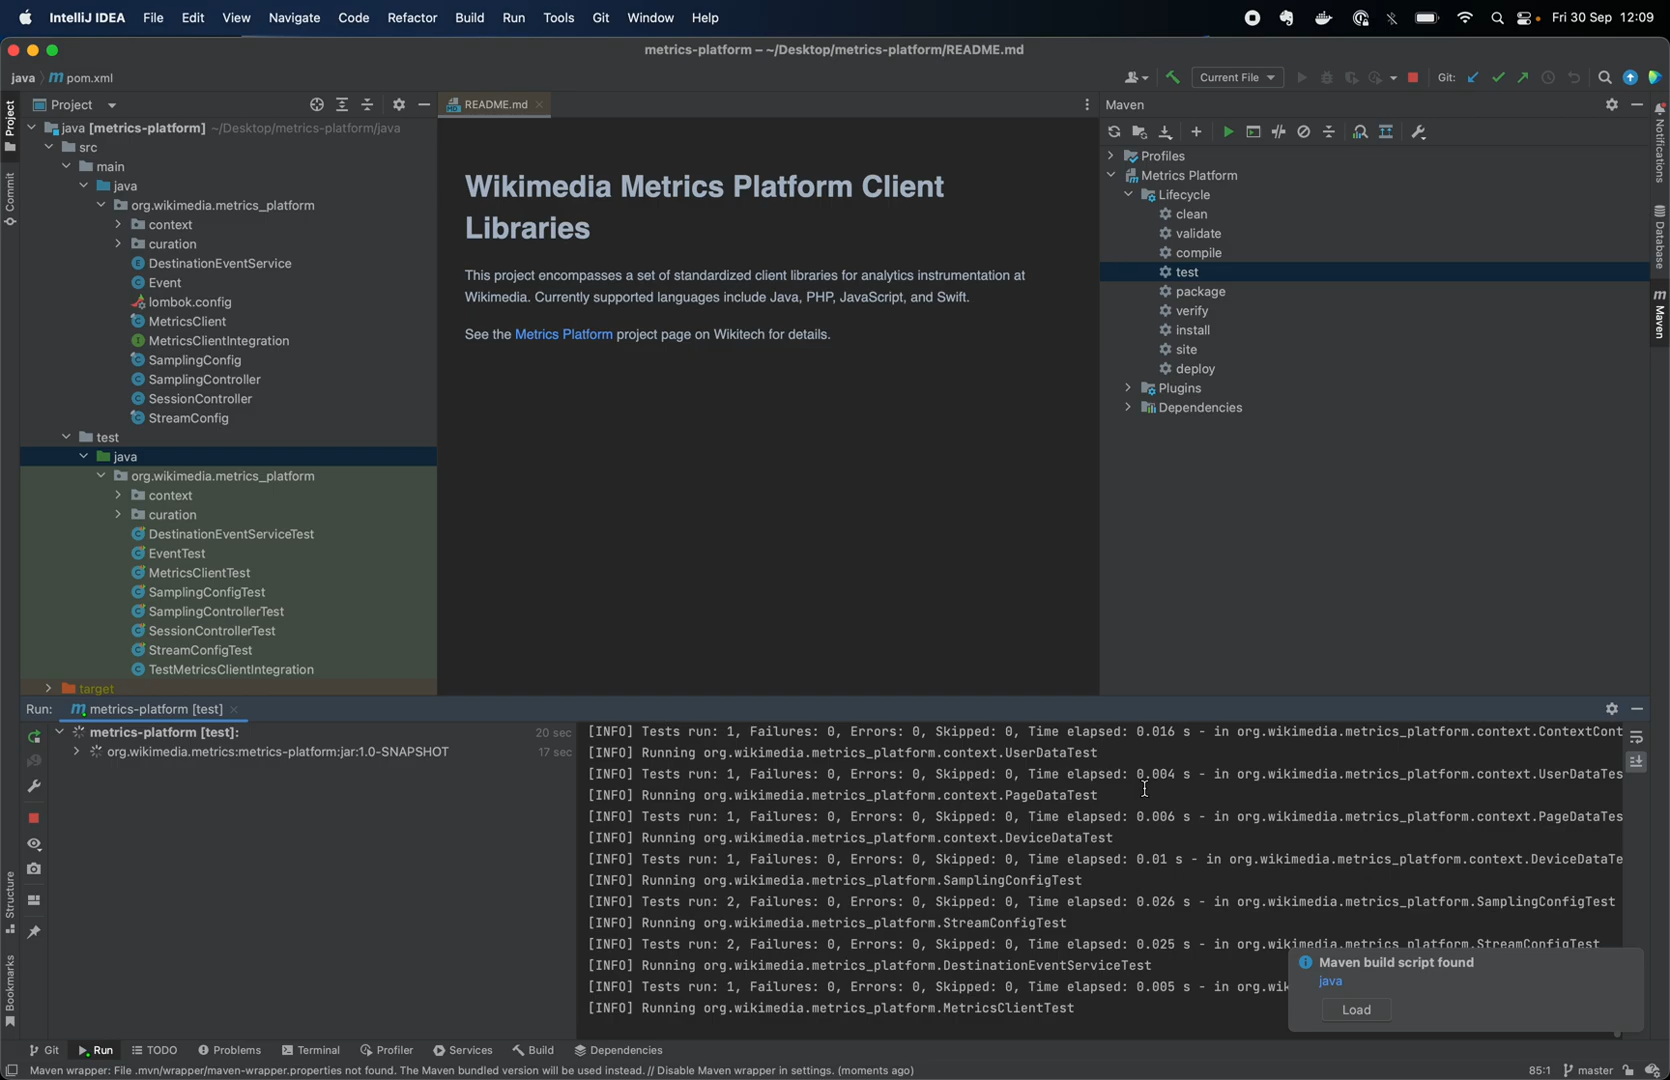 IntelliJ IDEA File Edit View Navigate Code Refactor Build Run Tools Git Window Help Fri 30 Sep 12:09
metrics-platform – ~/Desktop/metrics-platform/README.md
java pom.xml Current File Git:
Project
java [metrics-platform] ~/Desktop/metrics-platform/java
src
main
java
org.wikimedia.metrics_platform
context
curation
DestinationEventService
Event
lombok.config
MetricsClient
MetricsClientIntegration
SamplingConfig
SamplingController
SessionController
StreamConfig
test
java
org.wikimedia.metrics_platform
context
curation
DestinationEventServiceTest
EventTest
MetricsClientTest
SamplingConfigTest
SamplingControllerTest
SessionControllerTest
StreamConfigTest
TestMetricsClientIntegration
target
README.md
Wikimedia Metrics Platform Client
Libraries
This project encompasses a set of standardized client libraries for analytics instrumentation at
Wikimedia. Currently supported languages include Java, PHP, JavaScript, and Swift.
See the Metrics Platform project page on Wikitech for details.
Maven
Profiles
Metrics Platform
Lifecycle
clean
validate
compile
test
package
verify
install
site
deploy
Plugins
Dependencies
Project
Commit
Structure
Bookmarks
Notifications
Database
Maven
Run: metrics-platform [test]
metrics-platform [test]: 20 sec
org.wikimedia.metrics:metrics-platform:jar:1.0-SNAPSHOT 17 sec
[INFO] Tests run: 1, Failures: 0, Errors: 0, Skipped: 0, Time elapsed: 0.016 s - in org.wikimedia.metrics_platform.context.ContextCont
[INFO] Running org.wikimedia.metrics_platform.context.UserDataTest
[INFO] Tests run: 1, Failures: 0, Errors: 0, Skipped: 0, Time elapsed: 0.004 s - in org.wikimedia.metrics_platform.context.UserDataTes
[INFO] Running org.wikimedia.metrics_platform.context.PageDataTest
[INFO] Tests run: 1, Failures: 0, Errors: 0, Skipped: 0, Time elapsed: 0.006 s - in org.wikimedia.metrics_platform.context.PageDataTes
[INFO] Running org.wikimedia.metrics_platform.context.DeviceDataTest
[INFO] Tests run: 1, Failures: 0, Errors: 0, Skipped: 0, Time elapsed: 0.01 s - in org.wikimedia.metrics_platform.context.DeviceDataTe
[INFO] Running org.wikimedia.metrics_platform.SamplingConfigTest
[INFO] Tests run: 2, Failures: 0, Errors: 0, Skipped: 0, Time elapsed: 0.026 s - in org.wikimedia.metrics_platform.SamplingConfigTest
[INFO] Running org.wikimedia.metrics_platform.StreamConfigTest
[INFO] Tests run: 2, Failures: 0, Errors: 0, Skipped: 0, Time elapsed: 0.025 s - in org.wikimedia.metrics_platform.StreamConfigTest
[INFO] Running org.wikimedia.metrics_platform.DestinationEventServiceTest
[INFO] Tests run: 1, Failures: 0, Errors: 0, Skipped: 0, Time elapsed: 0.005 s - in org.wik
[INFO] Running org.wikimedia.metrics_platform.MetricsClientTest
Maven build script found
java
Load
Git Run TODO Problems Terminal Profiler Services Build Dependencies
Maven wrapper: File .mvn/wrapper/maven-wrapper.properties not found. The Maven bundled version will be used instead. // Disable Maven wrapper in settings. (moments ago) 85:1 master